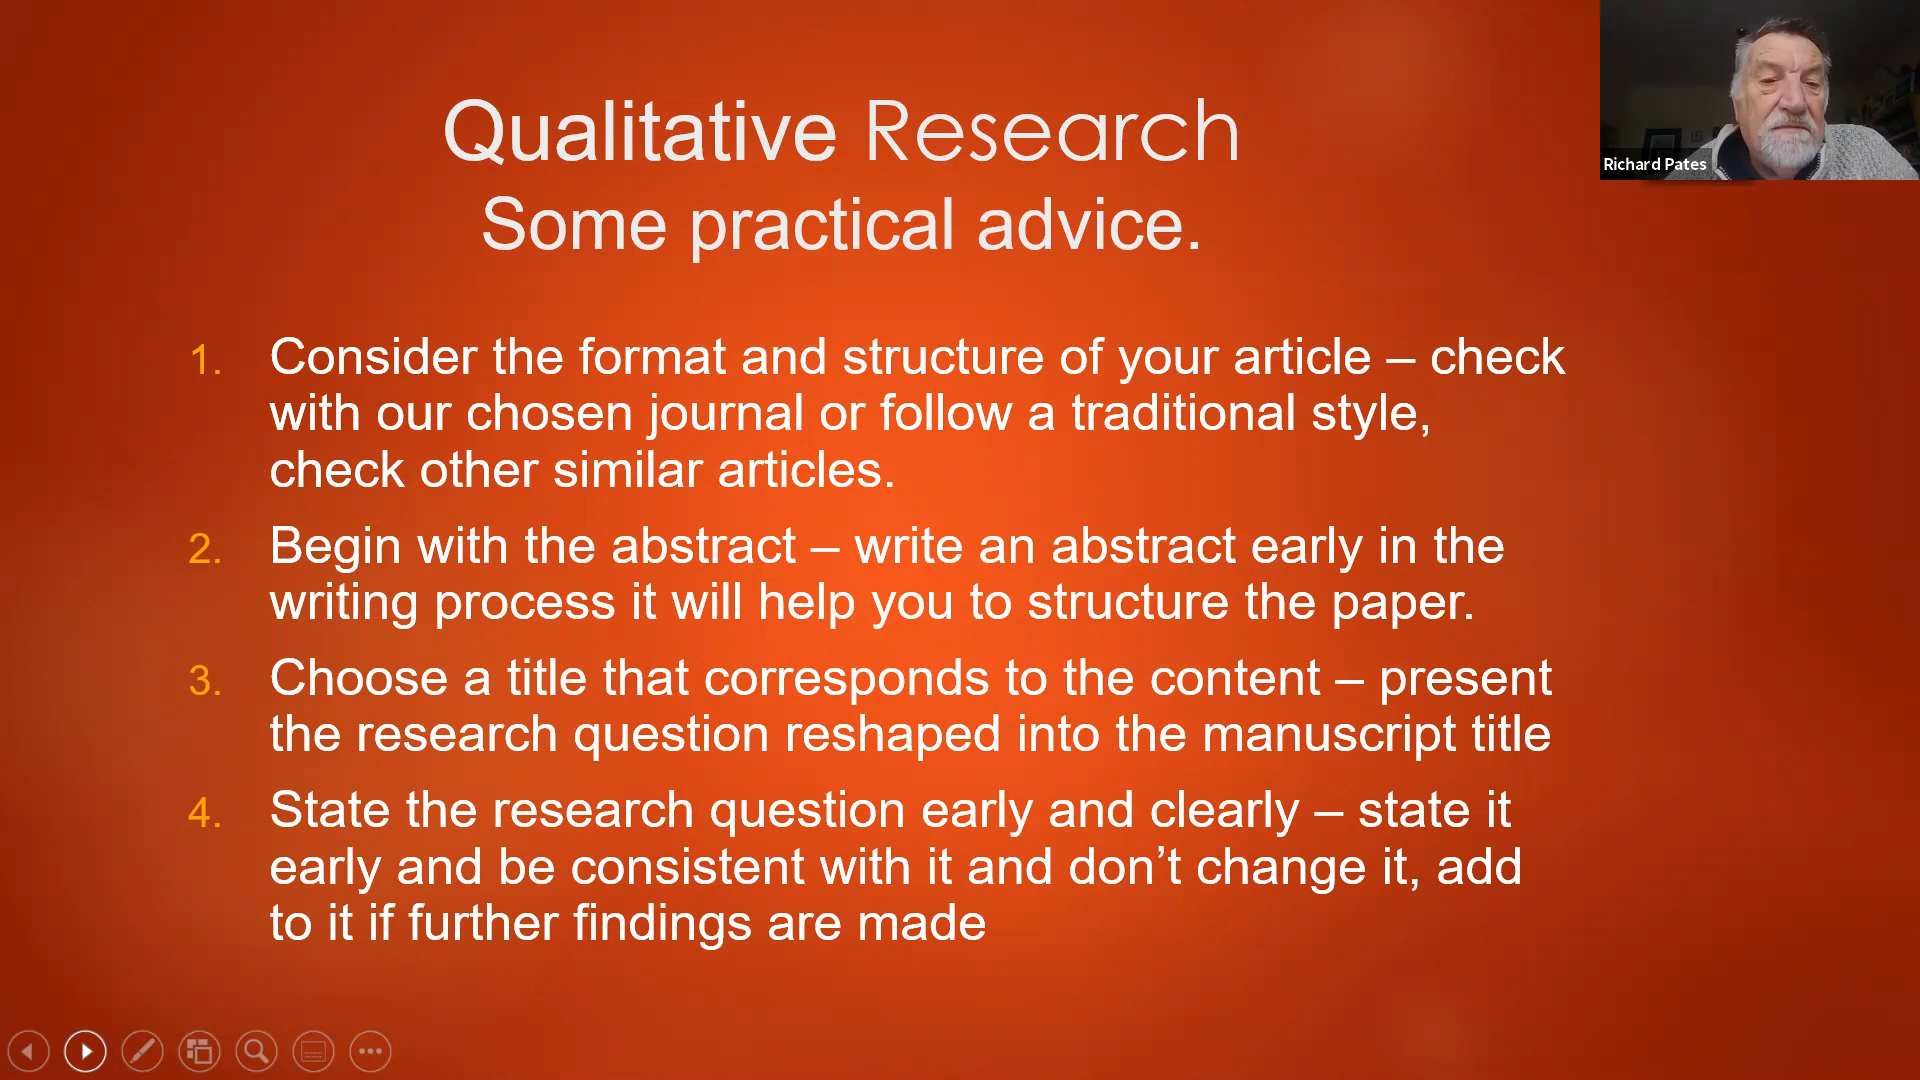 Qualitative Research
Some practical advice.
Richard Pates
1. Consider the format and structure of your article – check
with our chosen journal or follow a traditional style,
check other similar articles.
2. Begin with the abstract – write an abstract early in the
writing process it will help you to structure the paper.
3. Choose a title that corresponds to the content – present
the research question reshaped into the manuscript title
4. State the research question early and clearly – state it
early and be consistent with it and don’t change it, add
to it if further findings are made